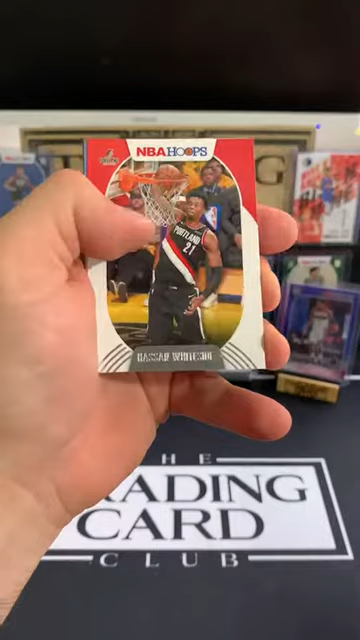 NBA HOOPS
PORTLAND
21
HASSAN WHITESIDE
THE
TRADING
CARD
CLUB